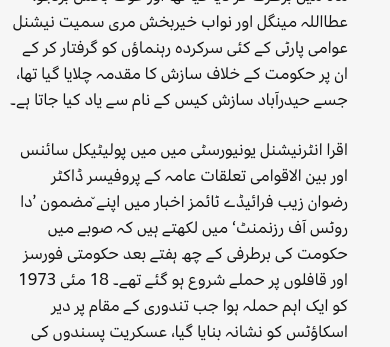 عطااللہ مینگل اور نواب خیربخش مری سمیت نیشنل
عوامی پارٹی کے کئی سرکردہ رہنماؤں کو گرفتار کر کے
ان پر حکومت کے خلاف سازش کا مقدمہ چلایا گیا تھا،
جسے حیدرآباد سازش کیس کے نام سے یاد کیا جاتا ہے۔
اقرا انٹرنیشنل یونیورسٹی میں میں پولیٹیکل سائنس
اور بین الاقوامی تعلقات عامہ کے پروفیسر ڈاکٹر
رضوان زیب فرائیڈے ٹائمز اخبار میں اپنے ٓمضمون ’دا
روٹس آف رزنمنٹ‘ میں لکھتے ہیں کہ صوبے میں
حکومت کی برطرفی کے چھ ہفتے بعد حکومتی فورسز
اور قافلوں پر حملے شروع ہو گئے تھے۔ 18 مئی 1973
کو ایک اہم حملہ ہوا جب تندوری کے مقام پر دیر
اسکاؤٹس کو نشانہ بنایا گیا، عسکریت پسندوں کی